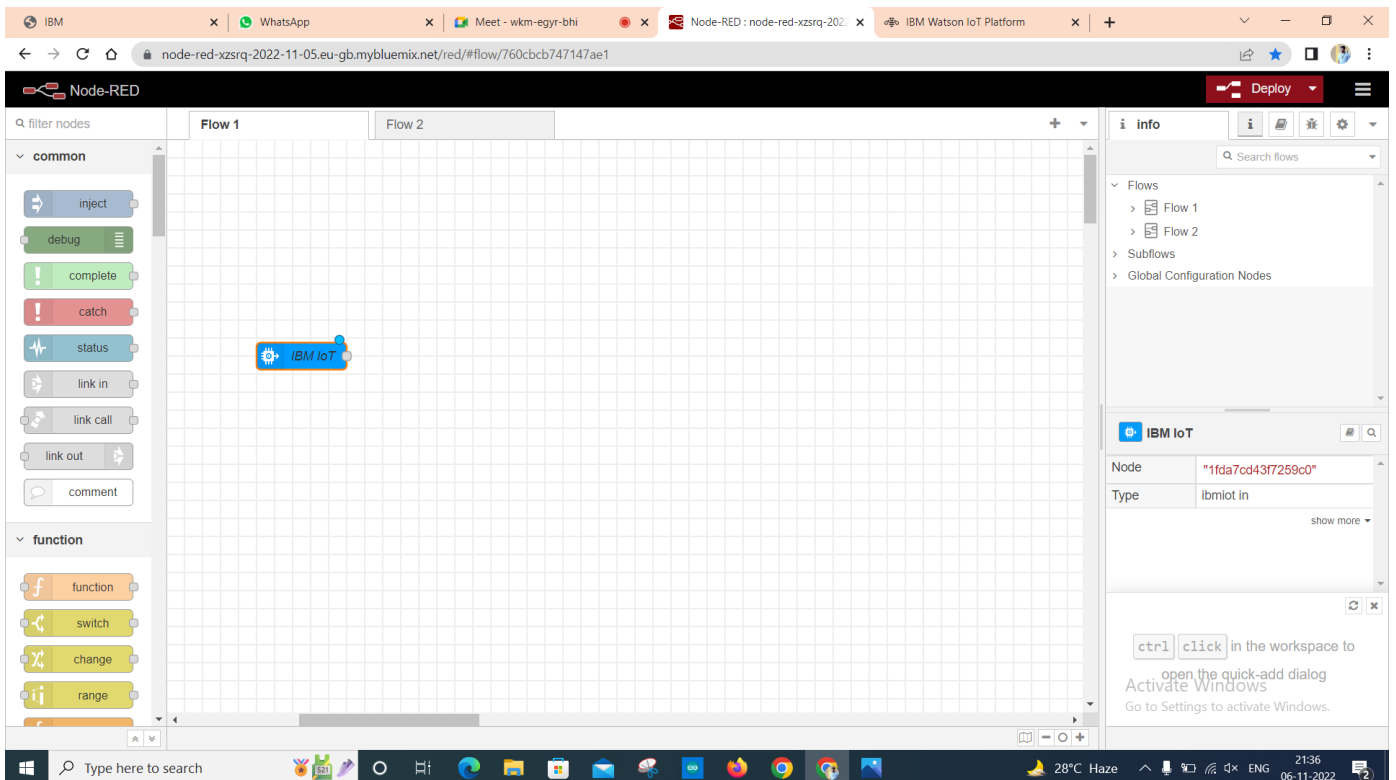 IBM
WhatsApp
Meet - wkm-egyr-bhi
Node-RED : node-red-xzsrq-202
IBM Watson IoT Platform
node-red-xzsrq-2022-11-05.eu-gb.mybluemix.net/red/#flow/760cbcb747147ae1
Node-RED
Deploy
filter nodes
Flow 1
Flow 2
info
Search flows
common
inject
debug
complete
catch
status
link in
link call
link out
comment
function
function
switch
change
range
IBM IoT
Flows
Flow 1
Flow 2
Subflows
Global Configuration Nodes
IBM IoT
Node "1fda7cd43f7259c0"
Type ibmiot in
show more
ctrl click in the workspace to
open the quick-add dialog
Activate Windows
Go to Settings to activate Windows.
Type here to search
521
28°C Haze
ENG
21:36
06-11-2022
2